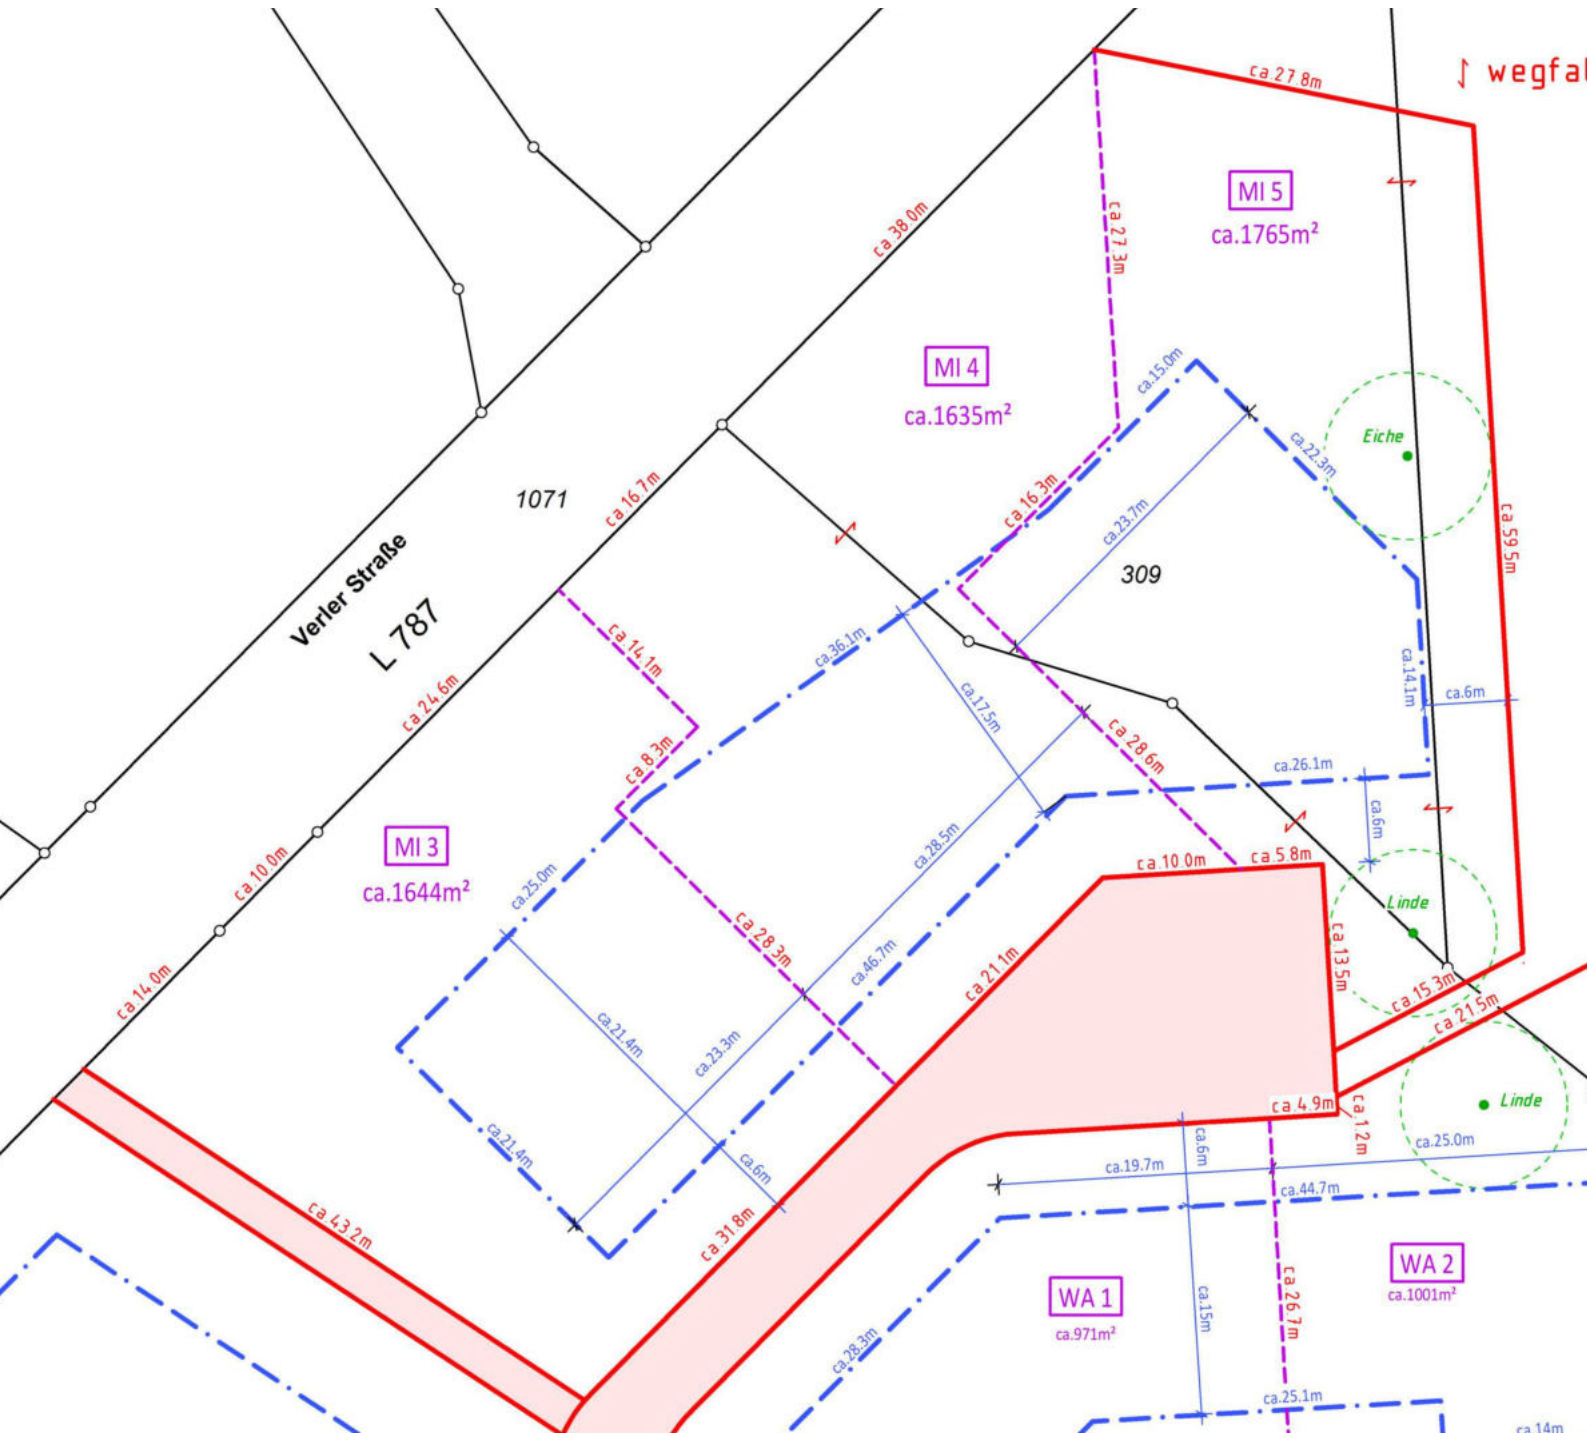 ca.27.8m
wegfal
MI 5
ca.1765m²
ca.38.0m
ca.27.3m
MI 4
ca.1635m²
ca.15.0m
Eiche
ca.22.3m
ca.16.7m
ca.16.3m
ca.23.7m
1071
ca.59.5m
Verler Straße
L 787
309
ca.14.1m
ca.36.1m
ca.14.1m
ca.6m
ca.24.6m
ca.17.5m
ca.28.6m
ca.8.3m
ca.26.1m
ca.6m
MI 3
ca.1644m²
ca.28.5m
ca.10.0m
ca.5.8m
ca.10.0m
ca.25.0m
Linde
ca.28.3m
ca.46.7m
ca.21.1m
ca.13.5m
ca.14.0m
ca.15.3m
ca.21.5m
ca.21.4m
ca.23.3m
ca.4.9m
Linde
ca.1.2m
ca.21.4m
ca.6m
ca.6m
ca.19.7m
ca.25.0m
ca.44.7m
ca.43.2m
ca.31.8m
WA 2
ca.1001m²
WA 1
ca.971m²
ca.15m
ca.26.7m
ca.28.3m
ca.25.1m
ca.14m